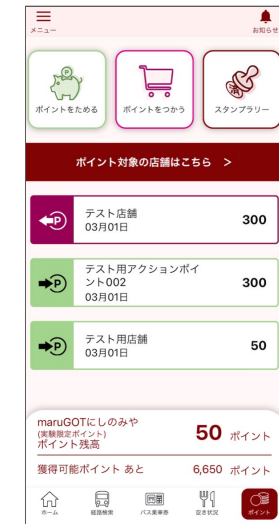 メニュー
お知らせ
ポイントをためる
ポイントをつかう
スタンプラリー
済
ポイント対象の店舗はこちら >
テスト店舗
03月01日
300
テスト用アクションポイ
ント002
03月01日
300
テスト用店舗
03月01日
50
maruGOTにしのみや
(実験限定ポイント)
ポイント残高
50 ポイント
獲得可能ポイント あと
6,650 ポイント
ホーム
経路検索
バス乗車券
空き状況
ポイント